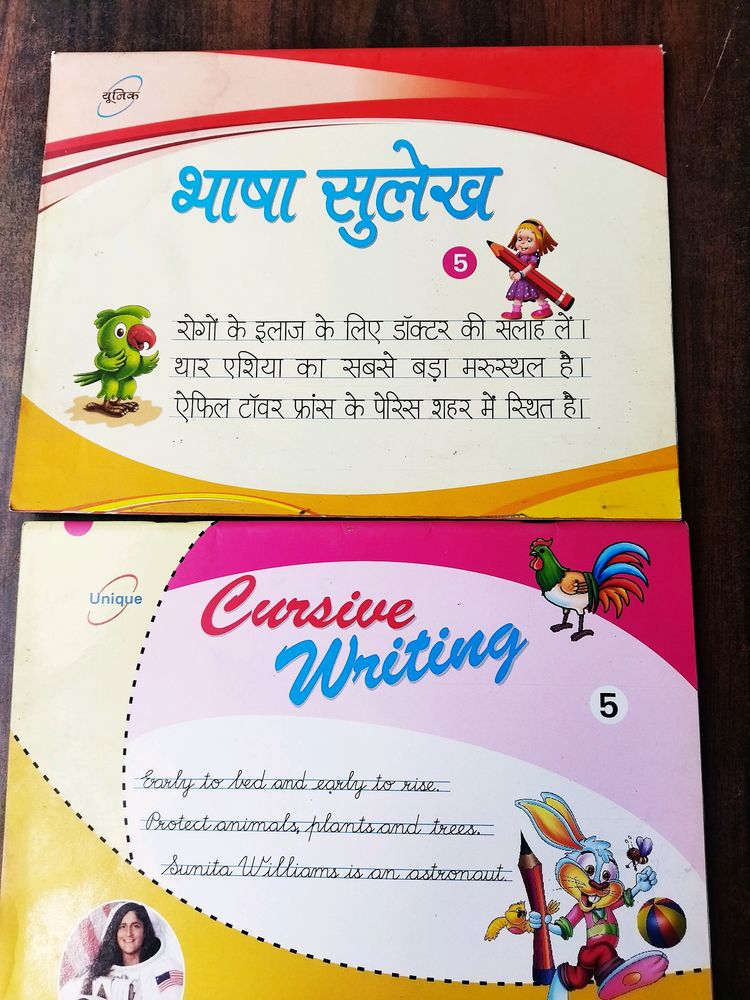 यूनिक
भाषा सुलेख
5
रोगों के इलाज के लिए डॉक्टर की सलाह लें।
थार एशिया का सबसे बड़ा मरुस्थल है।
ऐफिल टॉवर फ्रांस के पेरिस शहर में स्थित है।
Unique
Cursive
Writing
5
Early to bed and early to rise.
Protect animals, plants and trees.
Sunita Williams is an astronaut.